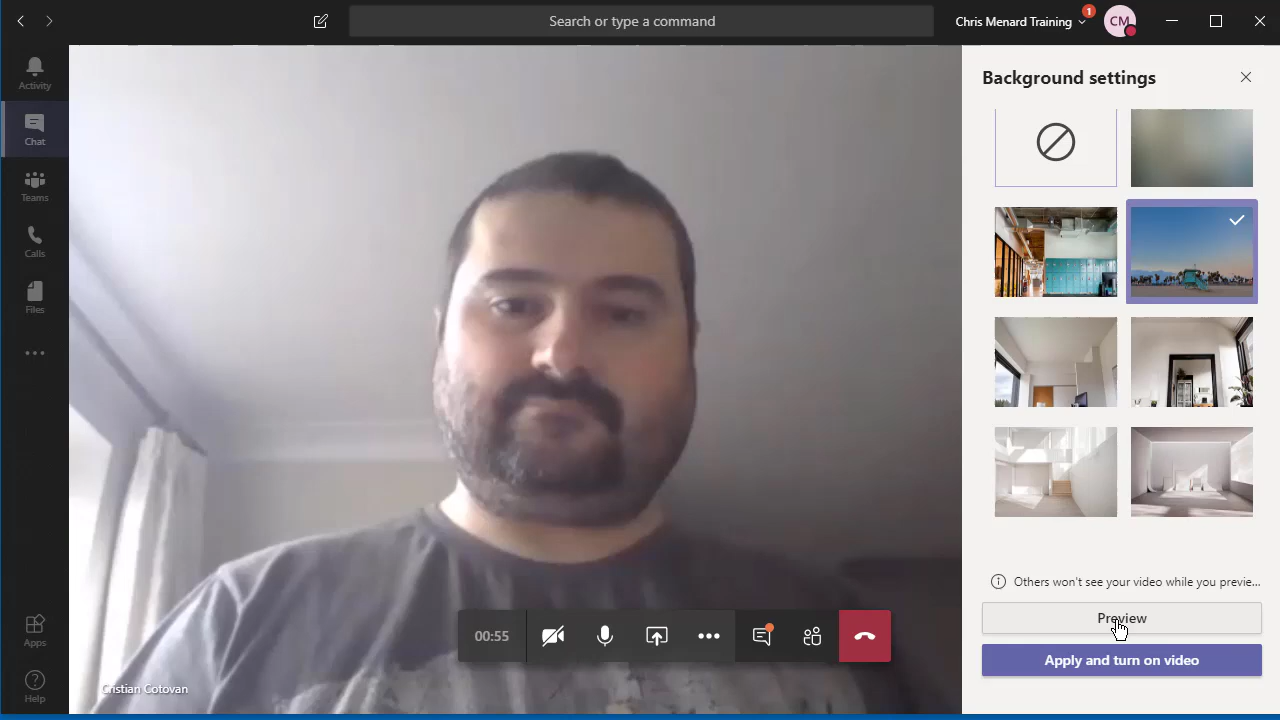 Search or type a command
Chris Menard Training
1
CM
Activity
Chat
Teams
Calls
Files
Apps
Help
Background settings
Others won't see your video while you previe...
Preview
Apply and turn on video
00:55
Cristian Cotovan